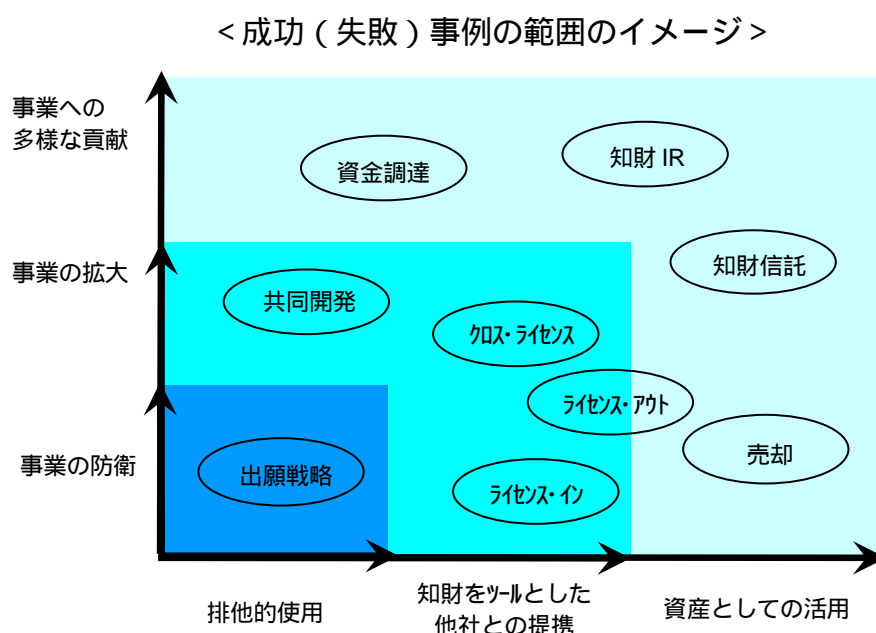 <成功（失敗）事例の範囲のイメージ>
事業への
多様な貢献
資金調達
知財 IR
事業の拡大
知財信託
共同開発
ｸﾛｽ・ﾗｲｾﾝｽ
ﾗｲｾﾝｽ・ｱｳﾄ
事業の防衛
出願戦略
ﾗｲｾﾝｽ・ｲﾝ
売却
排他的使用
知財をﾂｰﾙとした
他社との提携
資産としての活用